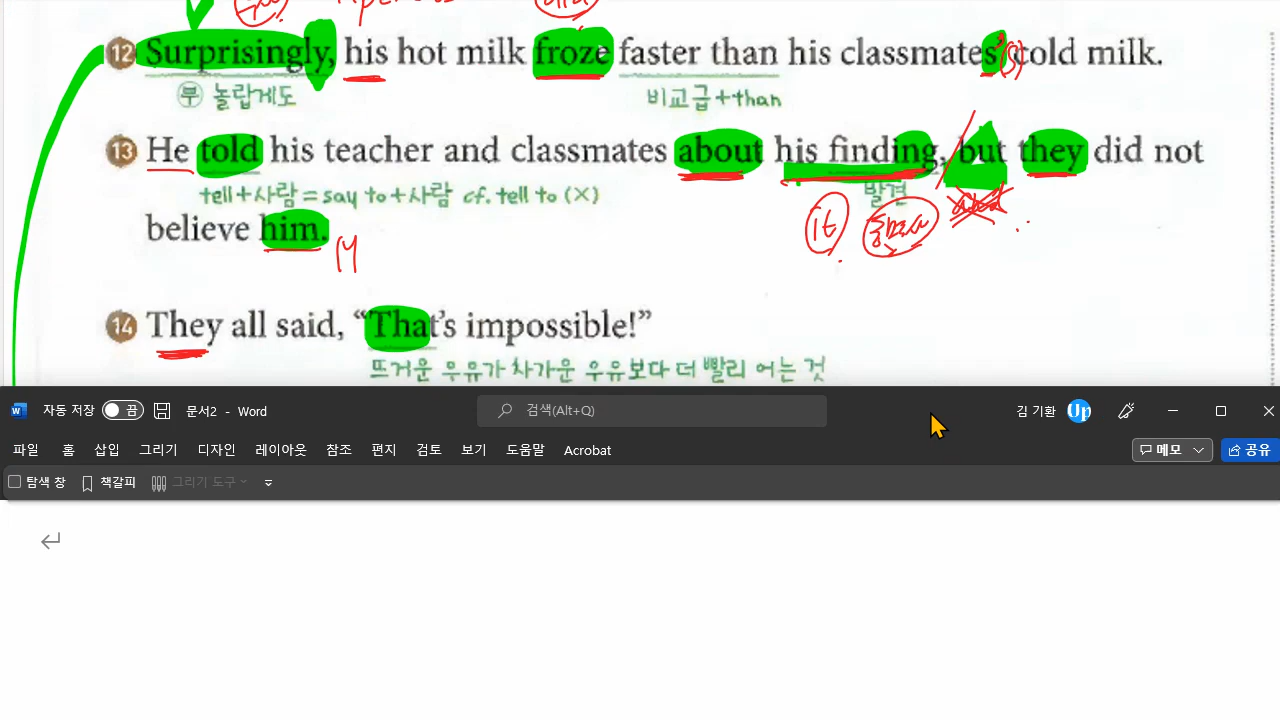 12 Surprisingly, his hot milk froze faster than his classmates' cold milk.
(부) 놀랍게도 비교급+than
13 He told his teacher and classmates about his finding, but they did not
tell+사람=say to+사람 cf. tell to (×) 발견
believe him.
it
14 They all said, “That's impossible!”
뜨거운 우유가 차가운 우유보다 더 빨리 어는 것
자동 저장 끔 문서2 - Word 검색(Alt+Q) 김 기환 Up
파일 홈 삽입 그리기 디자인 레이아웃 참조 편지 검토 보기 도움말 Acrobat 메모 공유
탐색 창 책갈피 그리기 도구